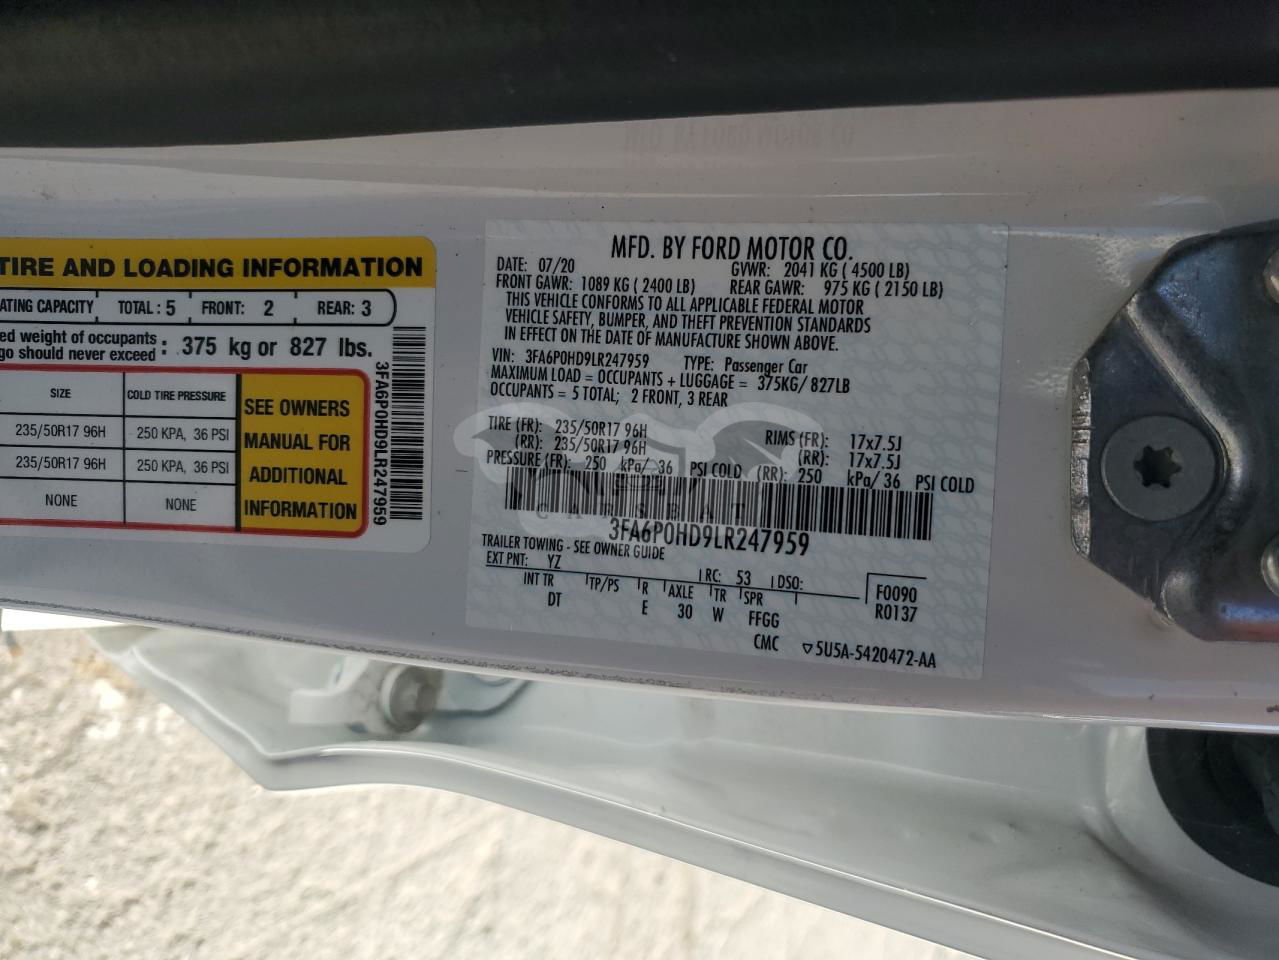 TIRE AND LOADING INFORMATION
ATING CAPACITY TOTAL : 5 FRONT: 2 REAR: 3
ed weight of occupants
go should never exceed : 375 kg or 827 lbs.
SIZE COLD TIRE PRESSURE
235/50R17 96H 250 KPA, 36 PSI
235/50R17 96H 250 KPA, 36 PSI
NONE NONE
SEE OWNERS
MANUAL FOR
ADDITIONAL
INFORMATION
3FA6P0HD9LR247959
MFD. BY FORD MOTOR CO.
DATE: 07/20 GVWR: 2041 KG ( 4500 LB)
FRONT GAWR: 1089 KG ( 2400 LB) REAR GAWR: 975 KG ( 2150 LB)
THIS VEHICLE CONFORMS TO ALL APPLICABLE FEDERAL MOTOR
VEHICLE SAFETY, BUMPER, AND THEFT PREVENTION STANDARDS
IN EFFECT ON THE DATE OF MANUFACTURE SHOWN ABOVE.
VIN: 3FA6P0HD9LR247959 TYPE: Passenger Car
MAXIMUM LOAD = OCCUPANTS + LUGGAGE = 375KG/ 827LB
OCCUPANTS = 5 TOTAL; 2 FRONT, 3 REAR
TIRE (FR): 235/50R17 96H RIMS (FR): 17x7.5J
(RR): 235/50R17 96H (RR): 17x7.5J
PRESSURE (FR): 250 kPa/ 36 PSI COLD (RR): 250 kPa/ 36 PSI COLD
CARSBAT
3FA6P0HD9LR247959
TRAILER TOWING - SEE OWNER GUIDE
EXT PNT: YZ RC: 53 DSO:
INT TR TP/PS R AXLE TR SPR F0090
DT E 30 W FFGG R0137
CMC ▽5U5A-5420472-AA